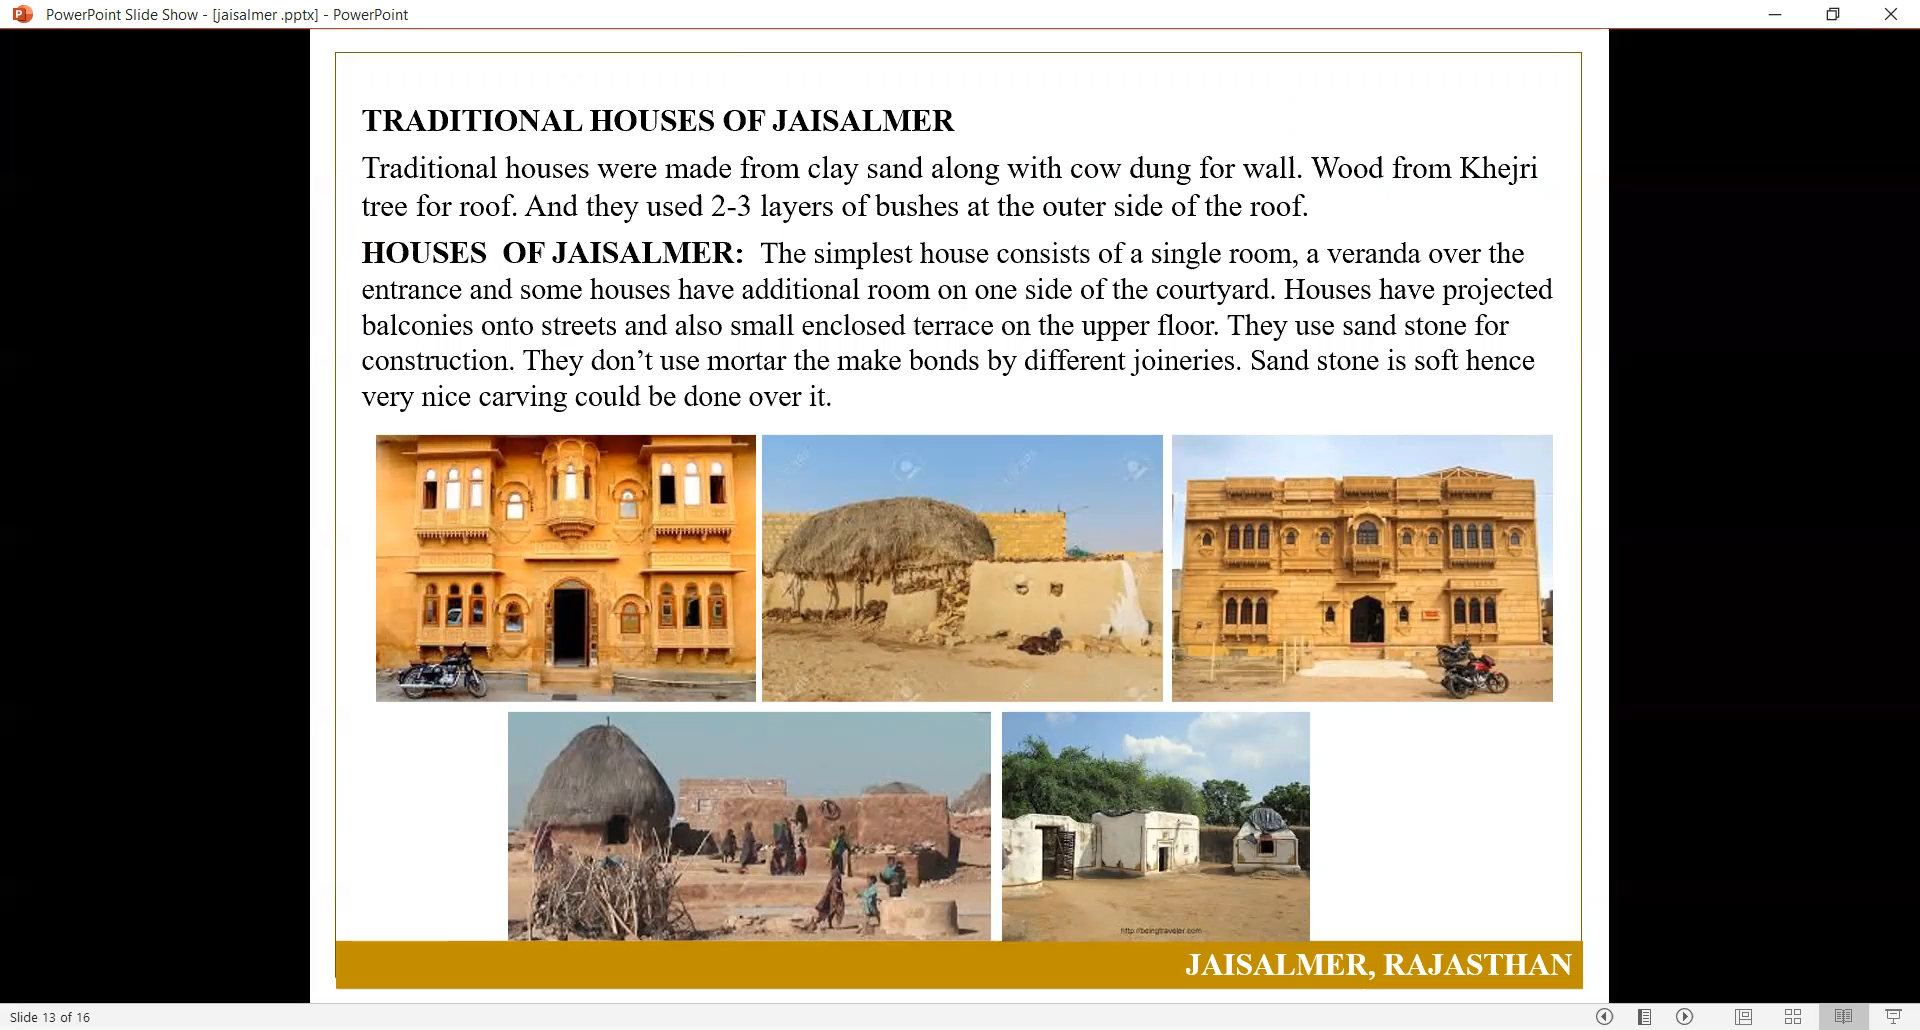 PowerPoint Slide Show - [jaisalmer .pptx] - PowerPoint
TRADITIONAL HOUSES OF JAISALMER
Traditional houses were made from clay sand along with cow dung for wall. Wood from Khejri
tree for roof. And they used 2-3 layers of bushes at the outer side of the roof.
HOUSES OF JAISALMER: The simplest house consists of a single room, a veranda over the
entrance and some houses have additional room on one side of the courtyard. Houses have projected
balconies onto streets and also small enclosed terrace on the upper floor. They use sand stone for
construction. They don’t use mortar the make bonds by different joineries. Sand stone is soft hence
very nice carving could be done over it.
http://beingtraveler.com
JAISALMER, RAJASTHAN
Slide 13 of 16